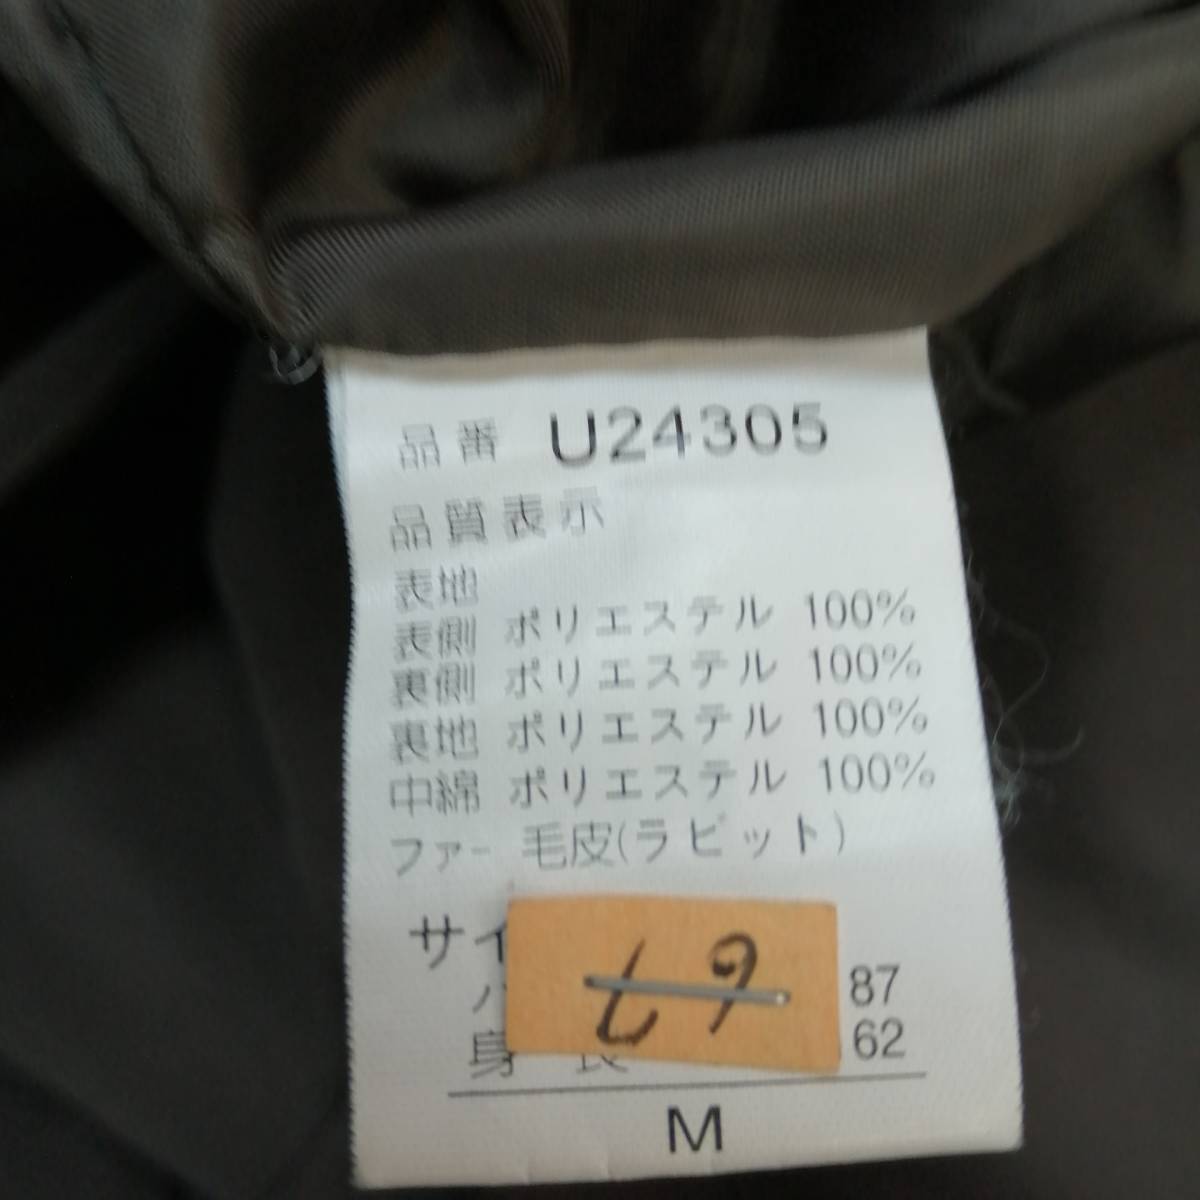 品番 U24305
品質表示
表地
表側 ポリエステル 100%
裏側 ポリエステル 100%
裏地 ポリエステル 100%
中綿 ポリエステル 100%
ファー 毛皮(ラビット)
サイ
87
身長 62
M